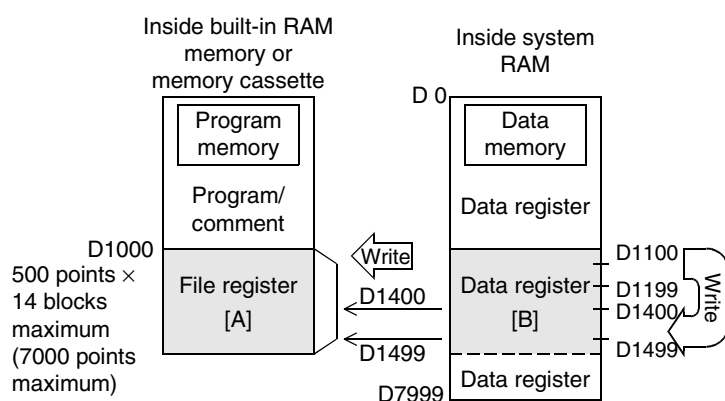 Inside built-in RAM
memory or
memory cassette
Program
memory
Program/
comment
D1000
500 points ×
14 blocks
maximum
(7000 points
maximum)
File register
[A]
Write
D1400
D1499
Inside system
RAM
D 0
Data
memory
Data register
Data register
[B]
Data register
D7999
D1100
D1199
D1400
D1499
Write